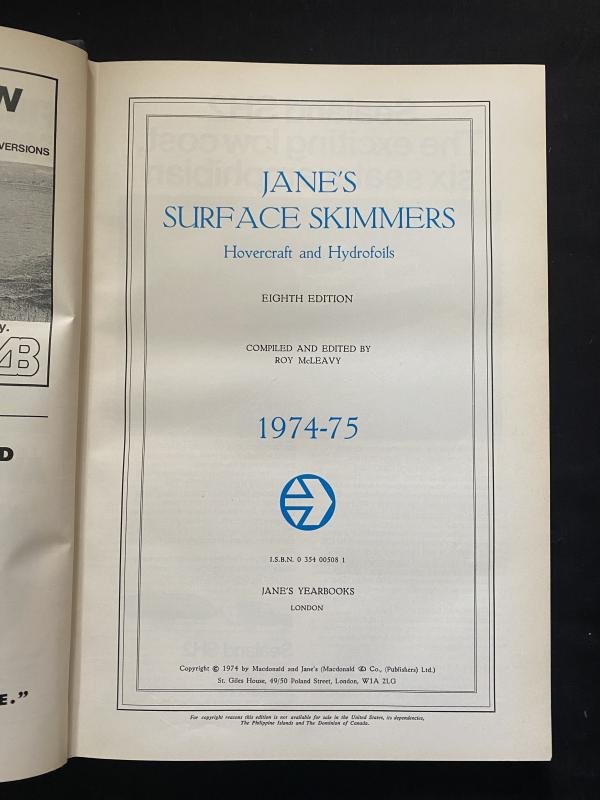 W
VERSIONS
y.
AB
D
E.”
JANE'S
SURFACE SKIMMERS
Hovercraft and Hydrofoils
EIGHTH EDITION
COMPILED AND EDITED BY
ROY McLEAVY
1974-75
I.S.B.N. 0 354 00508 1
JANE'S YEARBOOKS
LONDON
Copyright © 1974 by Macdonald and Jane's (Macdonald & Co., (Publishers) Ltd.)
St. Giles House, 49/50 Poland Street, London, W1A 2LG
For copyright reasons this edition is not available for sale in the United States, its dependencies,
The Philippine Islands and The Dominion of Canada.